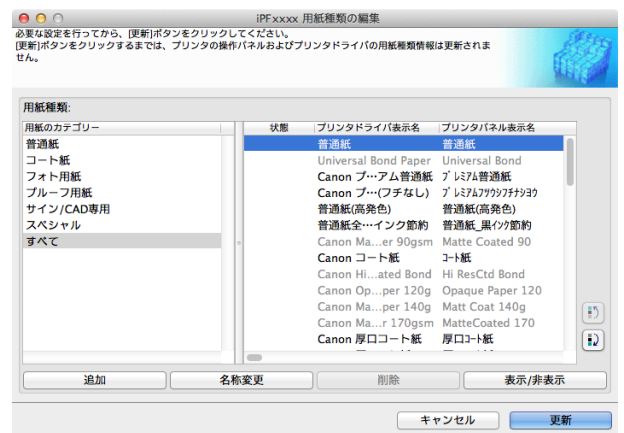 iPFxxxx 用紙種類の編集
必要な設定を行ってから、[更新]ボタンをクリックしてください。
[更新]ボタンをクリックするまでは、プリンタの操作パネルおよびプリンタドライバの用紙種類情報は更新されま
せん。
用紙種類:
用紙のカテゴリー
普通紙
コート紙
フォト用紙
プルーフ用紙
サイン/CAD専用
スペシャル
すべて
状態 プリンタドライバ表示名 プリンタパネル表示名
普通紙 普通紙
Universal Bond Paper Universal Bond
Canon プ…アム普通紙 プレミアム普通紙
Canon プ…(フチなし) プレミアムフツウシフチナシヨウ
普通紙(高発色) 普通紙(高発色)
普通紙全…インク節約 普通紙_黒インク節約
Canon Ma…er 90gsm Matte Coated 90
Canon コート紙 コート紙
Canon Hi…ated Bond Hi ResCtd Bond
Canon Op…per 120g Opaque Paper 120
Canon Ma…per 140g Matt Coat 140g
Canon Ma…r 170gsm MatteCoated 170
Canon 厚口コート紙 厚口コート紙
追加 名称変更 削除 表示/非表示
キャンセル 更新